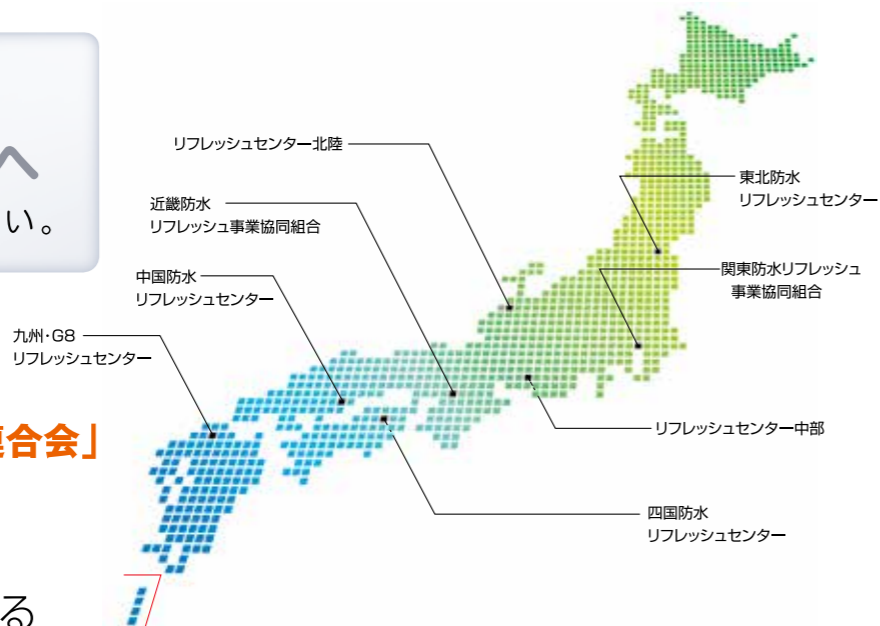 へ
い。
リフレッシュセンター北陸
近畿防水
リフレッシュ事業協同組合
中国防水
リフレッシュセンター
九州・G8
リフレッシュセンター
東北防水
リフレッシュセンター
関東防水リフレッシュ
事業協同組合
リフレッシュセンター中部
四国防水
リフレッシュセンター
連合会」
る